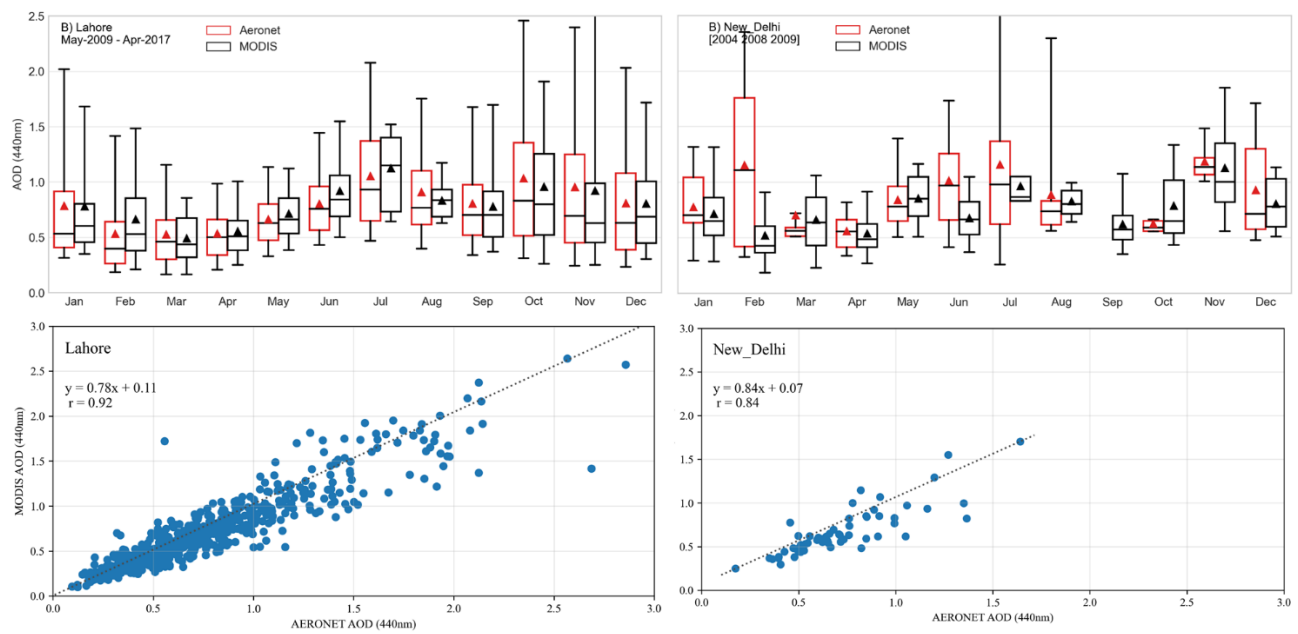 B) Lahore
May-2009 - Apr-2017
Aeronet
MODIS
AOD (440nm)
2.5
2.0
1.5
1.0
0.5
0.0
Jan Feb Mar Apr May Jun Jul Aug Sep Oct Nov Dec
B) New_Delhi
[2004 2008 2009]
Aeronet
MODIS
Jan Feb Mar Apr May Jun Jul Aug Sep Oct Nov Dec
Lahore
y = 0.78x + 0.11
r = 0.92
MODIS AOD (440nm)
3.0
2.5
2.0
1.5
1.0
0.5
0.0
0.0 0.5 1.0 1.5 2.0 2.5 3.0
AERONET AOD (440nm)
New_Delhi
y = 0.84x + 0.07
r = 0.84
3.0
2.5
2.0
1.5
1.0
0.5
0.0
0.0 0.5 1.0 1.5 2.0 2.5 3.0
AERONET AOD (440nm)